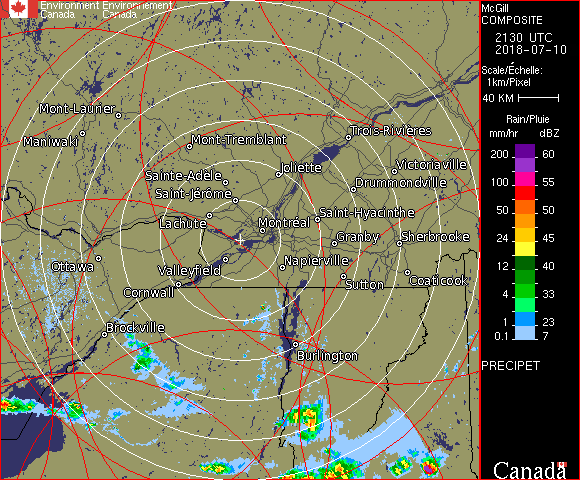 Environment Environnement
Canada Canada
McGill
COMPOSITE
2130 UTC
2018-07-10
Scale/Échelle:
1km/Pixel
40 KM
Rain/Pluie
mm/hr dBZ
200 60
100 55
50 50
24 45
12 40
4 33
2 28
1 23
0.1 7
PRECIPET
Canada
Mont-Laurier
Maniwaki
Mont-Tremblant
Trois-Rivières
Joliette
Victoriaville
Sainte-Adèle
Drummondville
Saint-Jérôme
Lachute
Montréal
Saint-Hyacinthe
Granby
Sherbrooke
Ottawa
Valleyfield
Napierville
Cornwall
Sutton
Coaticook
Brockville
Burlington